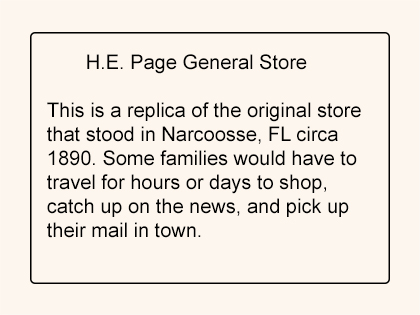 H.E. Page General Store
This is a replica of the original store
that stood in Narcoosse, FL circa
1890. Some families would have to
travel for hours or days to shop,
catch up on the news, and pick up
their mail in town.